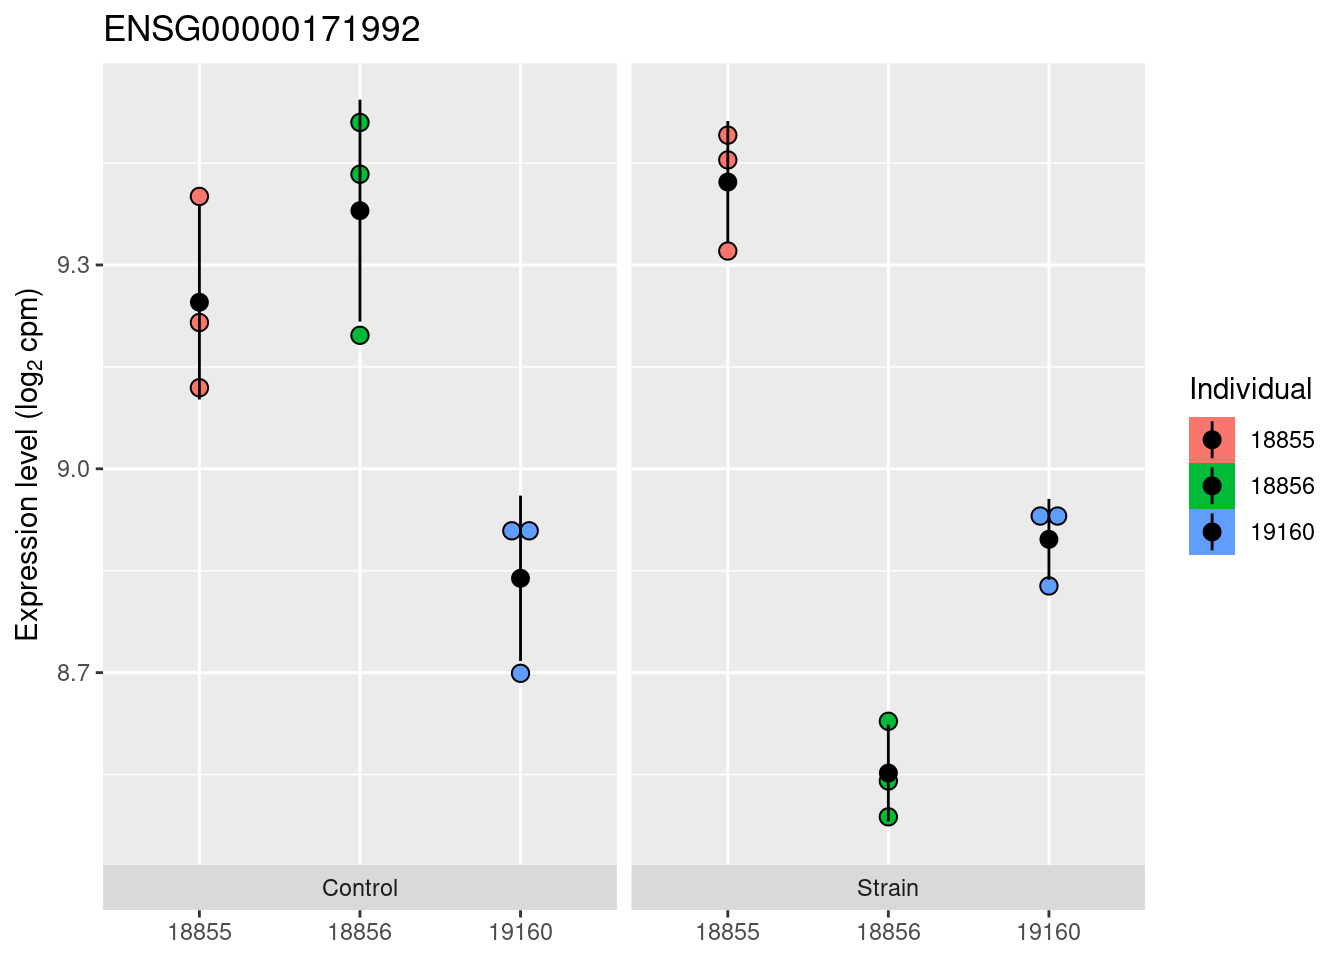 ENSG00000171992
Expression level (log₂ cpm)
9.3
9.0
8.7
Control
Strain
18855
18856
19160
18855
18856
19160
Individual
18855
18856
19160